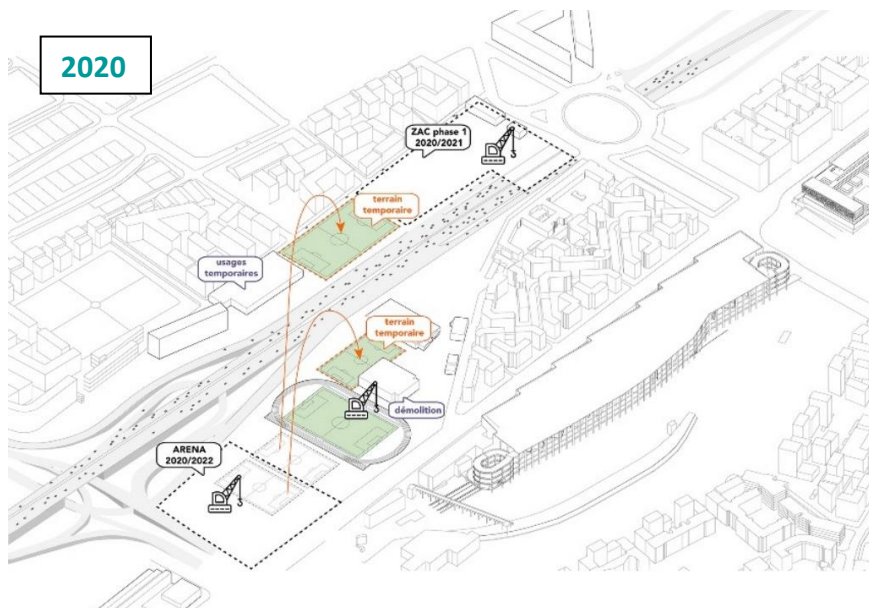 2020
ZAC phase 1
2020/2021
terrain
temporaire
usages
temporaires
terrain
temporaire
démolition
ARENA
2020/2022